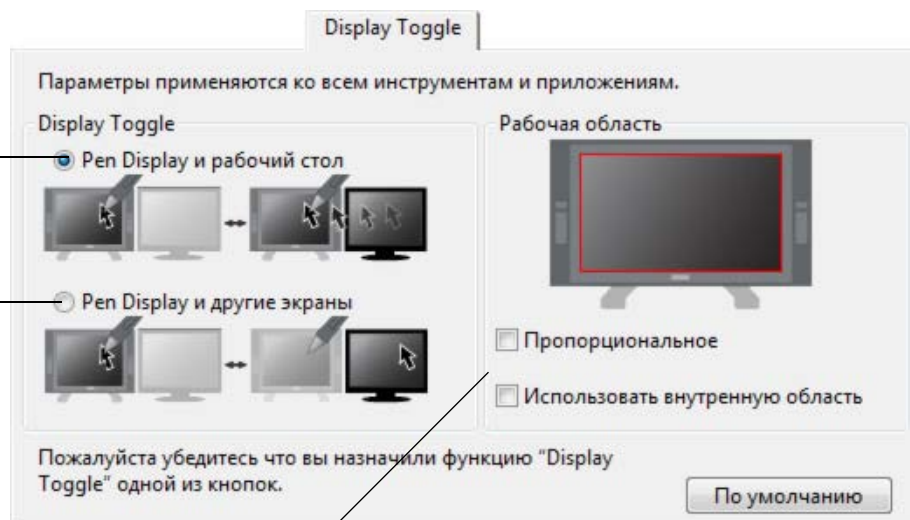 Display Toggle
Параметры применяются ко всем инструментам и приложениям.
Display Toggle
Pen Display и рабочий стол
Pen Display и другие экраны
Рабочая область
Пропорциональное
Использовать внутренную область
Пожалуйста убедитесь что вы назначили функцию “Display
Toggle” одной из кнопок.
По умолчанию